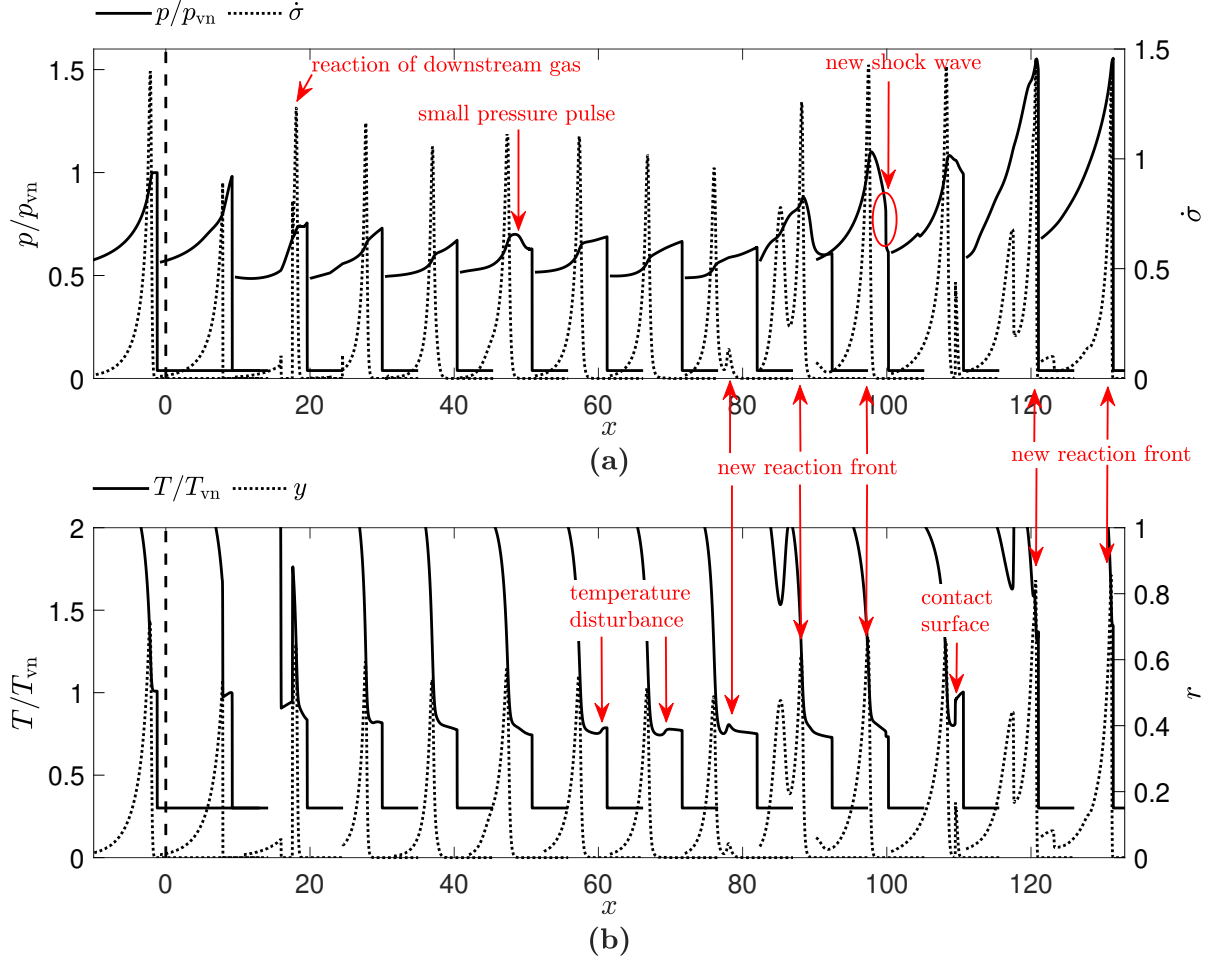 p/p_vn σ̇
reaction of downstream gas
small pressure pulse
new shock wave
1.5
1
0.5
0
p/p_vn
1.5
1
0.5
0
σ̇
0 20 40 60 80 100 120
x
(a)
new reaction front
new reaction front
T/T_vn y
temperature
disturbance
contact
surface
2
1.5
1
0.5
0
T/T_vn
1
0.8
0.6
0.4
0.2
0
r
0 20 40 60 80 100 120
x
(b)